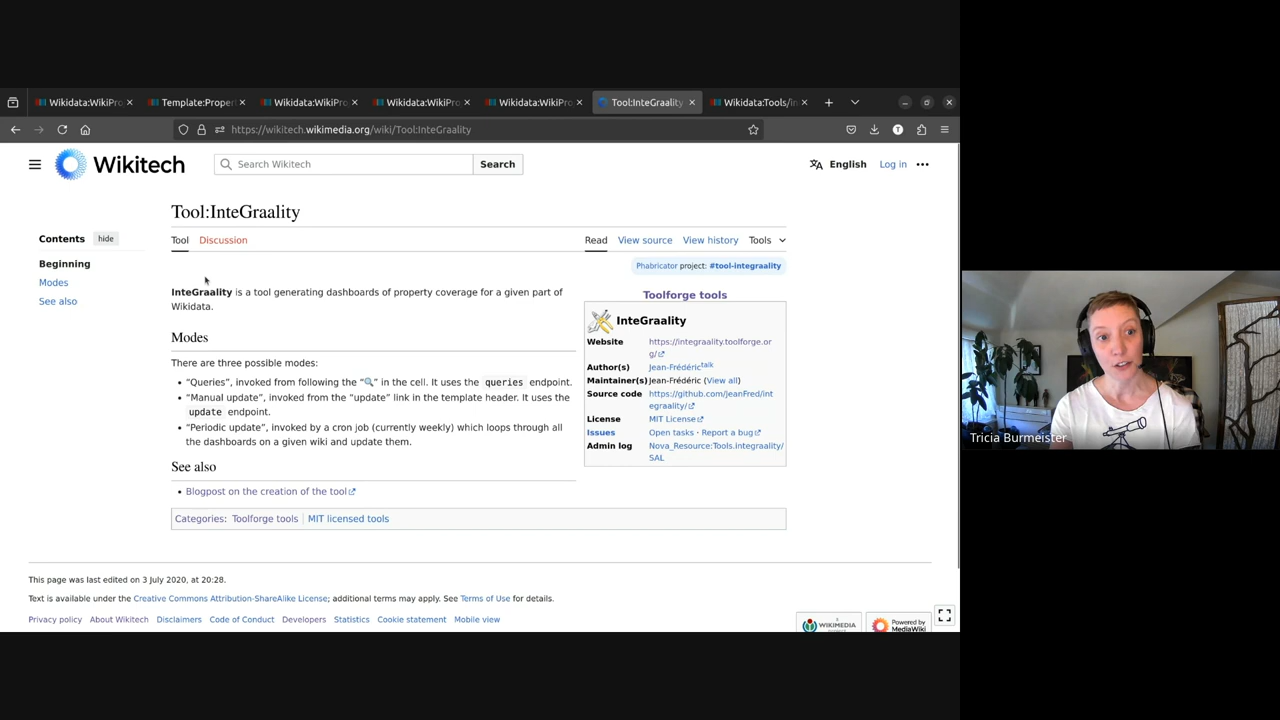 Wikidata:WikiPro
Template:Propert
Wikidata:WikiPro
Wikidata:WikiPro
Wikidata:WikiPro
Tool:InteGraality
Wikidata:Tools/in
https://wikitech.wikimedia.org/wiki/Tool:InteGraality
Wikitech
Search Wikitech
Search
English
Log in
Tool:InteGraality
Contents
hide
Tool
Discussion
Read
View source
View history
Tools
Beginning
Modes
See also
Phabricator project: #tool-integraality
InteGraality is a tool generating dashboards of property coverage for a given part of
Wikidata.
Modes
There are three possible modes:
• “Queries”, invoked from following the “🔍” in the cell. It uses the queries endpoint.
• “Manual update”, invoked from the “update” link in the template header. It uses the
update endpoint.
• “Periodic update”, invoked by a cron job (currently weekly) which loops through all
the dashboards on a given wiki and update them.
See also
• Blogpost on the creation of the tool
Toolforge tools
InteGraality
Website https://integraality.toolforge.or
g/
Author(s) Jean-Frédéric talk
Maintainer(s) Jean-Frédéric (View all)
Source code https://github.com/JeanFred/int
egraality/
License MIT License
Issues Open tasks · Report a bug
Admin log Nova_Resource:Tools.integraality/
SAL
Categories: Toolforge tools | MIT licensed tools
This page was last edited on 3 July 2020, at 20:28.
Text is available under the Creative Commons Attribution-ShareAlike License; additional terms may apply. See Terms of Use for details.
Privacy policy
About Wikitech
Disclaimers
Code of Conduct
Developers
Statistics
Cookie statement
Mobile view
WIKIMEDIA
Powered by
MediaWiki
Tricia Burmeister